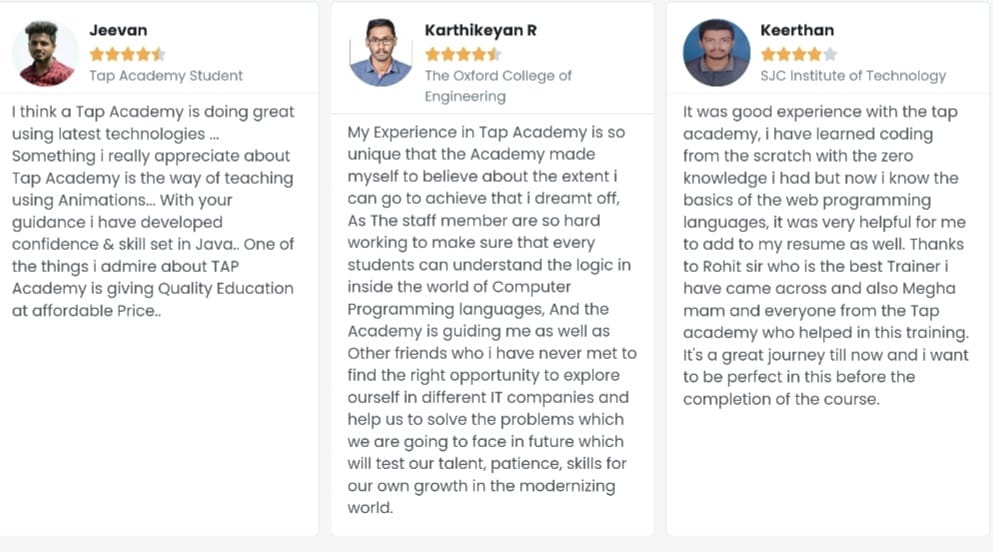 Jeevan
Tap Academy Student
I think a Tap Academy is doing great
using latest technologies ...
Something i really appreciate about
Tap Academy is the way of teaching
using Animations... With your
guidance i have developed
confidence & skill set in Java.. One of
the things i admire about TAP
Academy is giving Quality Education
at affordable Price..
Karthikeyan R
The Oxford College of
Engineering
My Experience in Tap Academy is so
unique that the Academy made
myself to believe about the extent i
can go to achieve that i dreamt off,
As The staff member are so hard
working to make sure that every
students can understand the logic in
inside the world of Computer
Programming languages, And the
Academy is guiding me as well as
Other friends who i have never met to
find the right opportunity to explore
ourself in different IT companies and
help us to solve the problems which
we are going to face in future which
will test our talent, patience, skills for
our own growth in the modernizing
world.
Keerthan
SJC Institute of Technology
It was good experience with the tap
academy, i have learned coding
from the scratch with the zero
knowledge i had but now i know the
basics of the web programming
languages, it was very helpful for me
to add to my resume as well. Thanks
to Rohit sir who is the best Trainer i
have came across and also Megha
mam and everyone from the Tap
academy who helped in this training.
It's a great journey till now and i want
to be perfect in this before the
completion of the course.